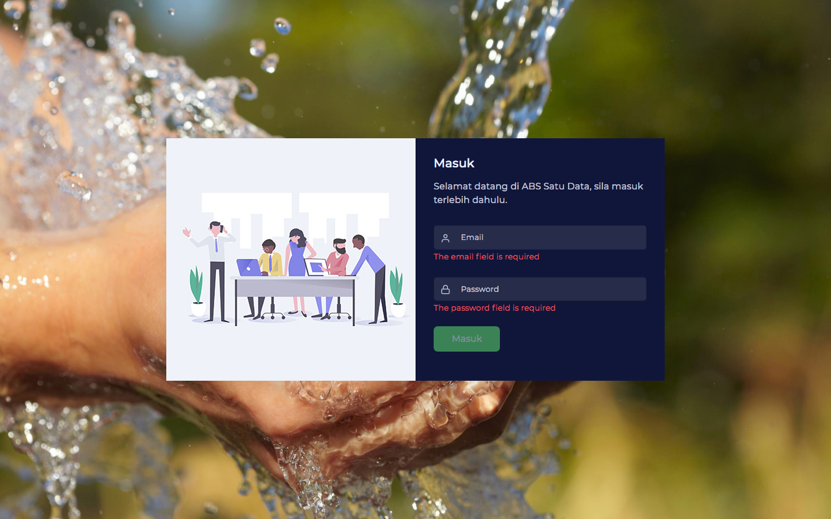 Masuk
Selamat datang di ABS Satu Data, sila masuk
terlebih dahulu.
Email
The email field is required
Password
The password field is required
Masuk